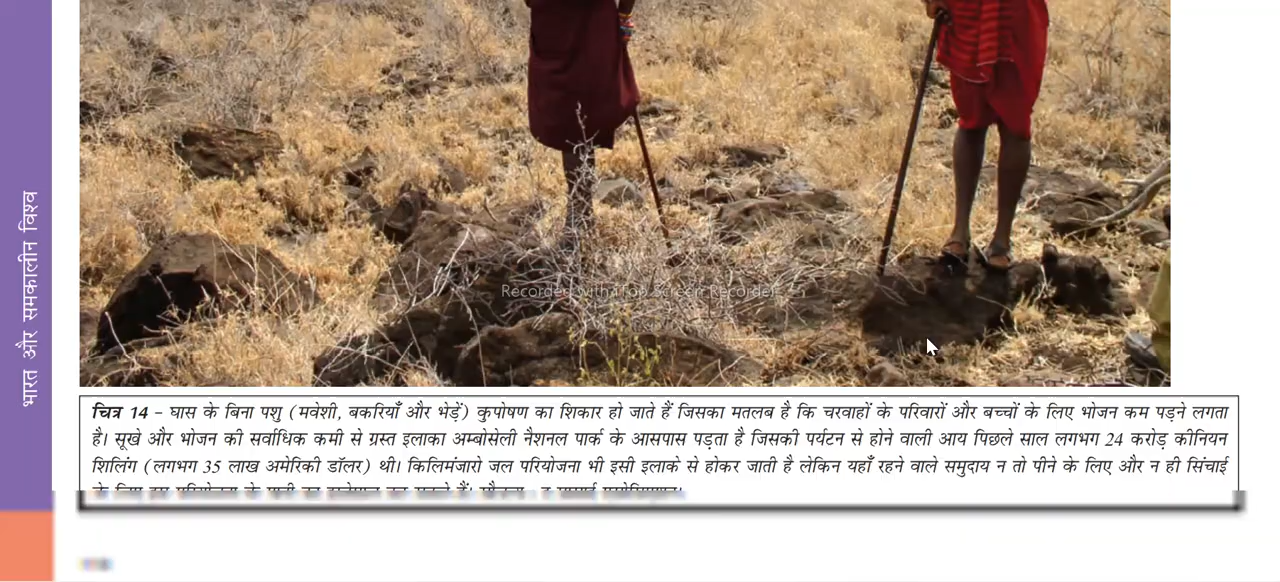 भारत और समकालीन विश्व
Recorded with iTop Screen Recorder
चित्र 14 – घास के बिना पशु (मवेशी, बकरियाँ और भेड़ें) कुपोषण का शिकार हो जाते हैं जिसका मतलब है कि चरवाहों के परिवारों और बच्चों के लिए भोजन कम पड़ने लगता
है। सूखे और भोजन की सर्वाधिक कमी से ग्रस्त इलाका अम्बोसेली नैशनल पार्क के आसपास पड़ता है जिसकी पर्यटन से होने वाली आय पिछले साल लगभग 24 करोड़ कीनियन
शिलिंग (लगभग 35 लाख अमेरिकी डॉलर) थी। किलिमंजारो जल परियोजना भी इसी इलाके से होकर जाती है लेकिन यहाँ रहने वाले समुदाय न तो पीने के लिए और न ही सिंचाई